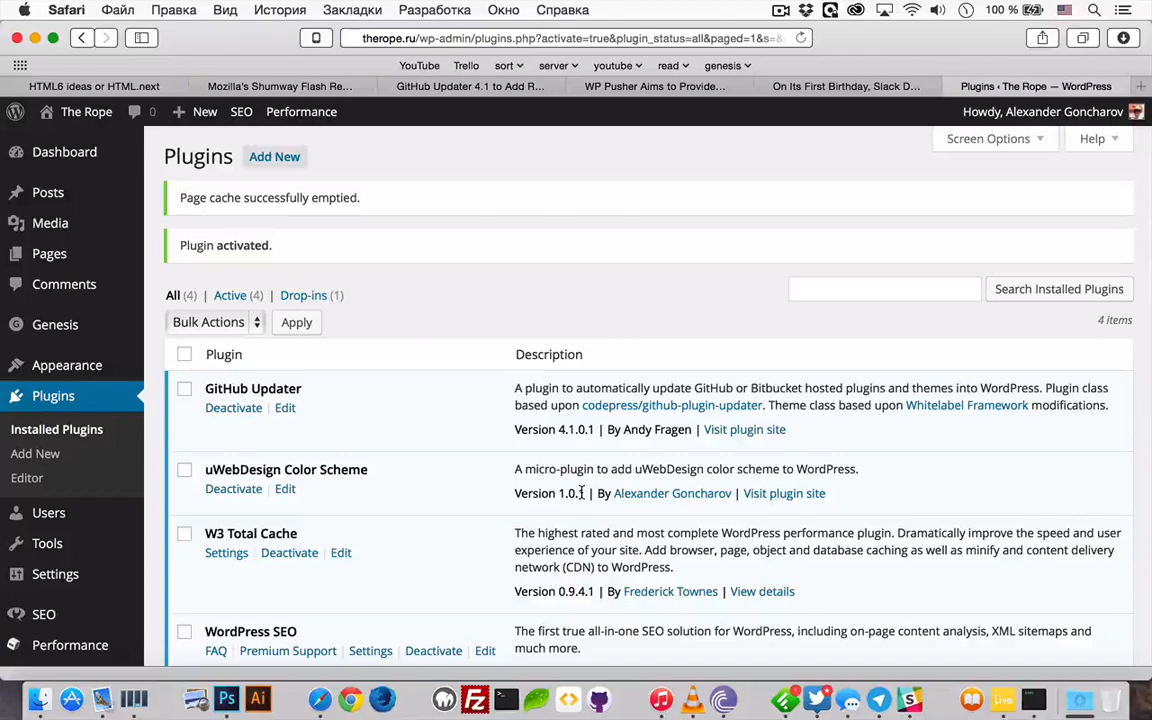 Safari Файл Правка Вид История Закладки Разработка Окно Справка 100 %
therope.ru/wp-admin/plugins.php?activate=true&plugin_status=all&paged=1&s=&
YouTube Trello sort server youtube read genesis
HTML6 ideas or HTML.next Mozilla's Shumway Flash Re... GitHub Updater 4.1 to Add R... WP Pusher Aims to Provide... On Its First Birthday, Slack D... Plugins ‹ The Rope — WordPress
The Rope 0 New SEO Performance Howdy, Alexander Goncharov
Screen Options Help
Dashboard
Posts
Media
Pages
Comments
Genesis
Appearance
Plugins
Installed Plugins
Add New
Editor
Users
Tools
Settings
SEO
Performance
Plugins Add New
Page cache successfully emptied.
Plugin activated.
All (4) | Active (4) | Drop-ins (1)
Search Installed Plugins
Bulk Actions Apply
4 items
Plugin Description
GitHub Updater
Deactivate Edit
A plugin to automatically update GitHub or Bitbucket hosted plugins and themes into WordPress. Plugin class
based upon codepress/github-plugin-updater. Theme class based upon Whitelabel Framework modifications.
Version 4.1.0.1 | By Andy Fragen | Visit plugin site
uWebDesign Color Scheme
Deactivate Edit
A micro-plugin to add uWebDesign color scheme to WordPress.
Version | By Alexander Goncharov | Visit plugin site
W3 Total Cache
Settings Deactivate Edit
The highest rated and most complete WordPress performance plugin. Dramatically improve the speed and user
experience of your site. Add browser, page, object and database caching as well as minify and content delivery
network (CDN) to WordPress.
Version 0.9.4.1 | By Frederick Townes | View details
WordPress SEO
FAQ Premium Support Settings Deactivate Edit
The first true all-in-one SEO solution for WordPress, including on-page content analysis, XML sitemaps and
much more.
Ps Ai Fz Live